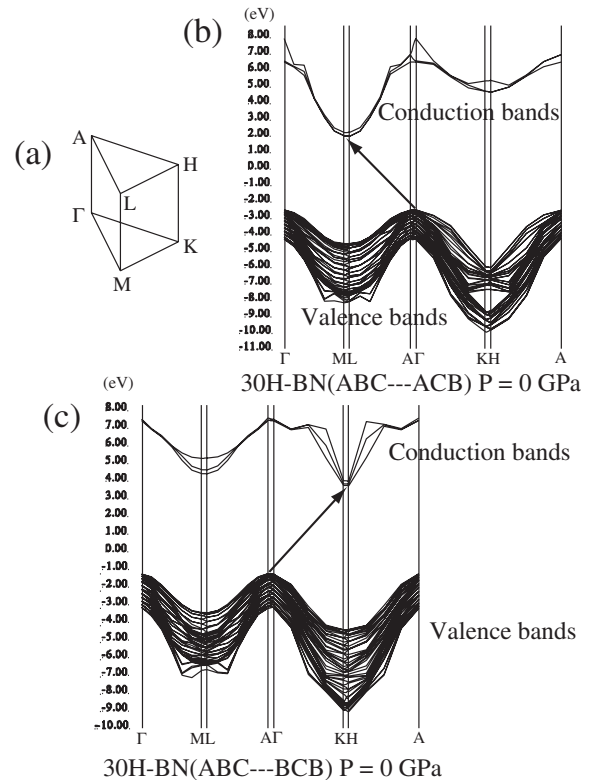 (a)
A
H
L
Γ
K
M
(b)
(eV)
8.00
7.00
6.00
5.00
4.00
3.00
2.00
1.00
0.00
-1.00
-2.00
-3.00
-4.00
-5.00
-6.00
-7.00
-8.00
-9.00
-10.00
-11.00
Conduction bands
Valence bands
Γ ML AΓ KH A
30H-BN(ABC---ACB) P = 0 GPa
(c)
(eV)
8.00
7.00
6.00
5.00
4.00
3.00
2.00
1.00
0.00
-1.00
-2.00
-3.00
-4.00
-5.00
-6.00
-7.00
-8.00
-9.00
-10.00
Conduction bands
Valence bands
Γ ML AΓ KH A
30H-BN(ABC---BCB) P = 0 GPa